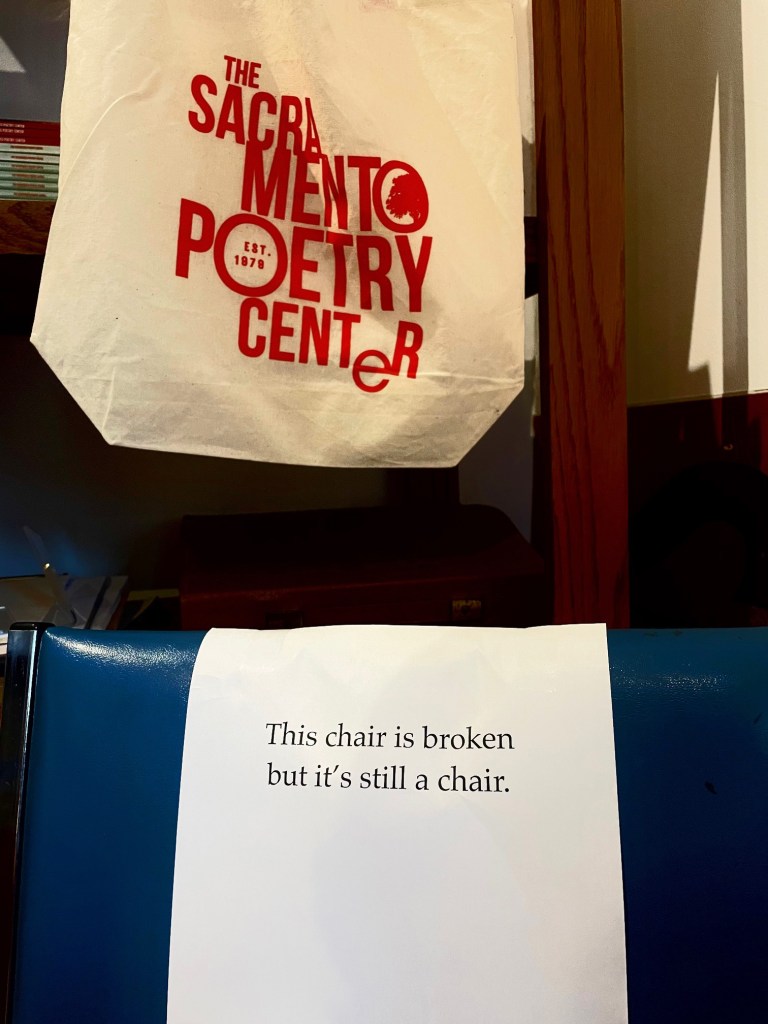 THE
SACRA
MENTO
POETRY
EST.
1979
CENTeR
This chair is broken
but it's still a chair.